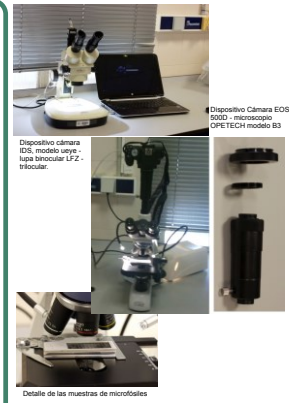 Dispositivo Cámara EOS
500D - microscopio
OPETECH modelo B3
Dispositivo cámara
IDS, modelo ueye -
lupa binocular LFZ -
trilocular.
Detalle de las muestras de microfósiles